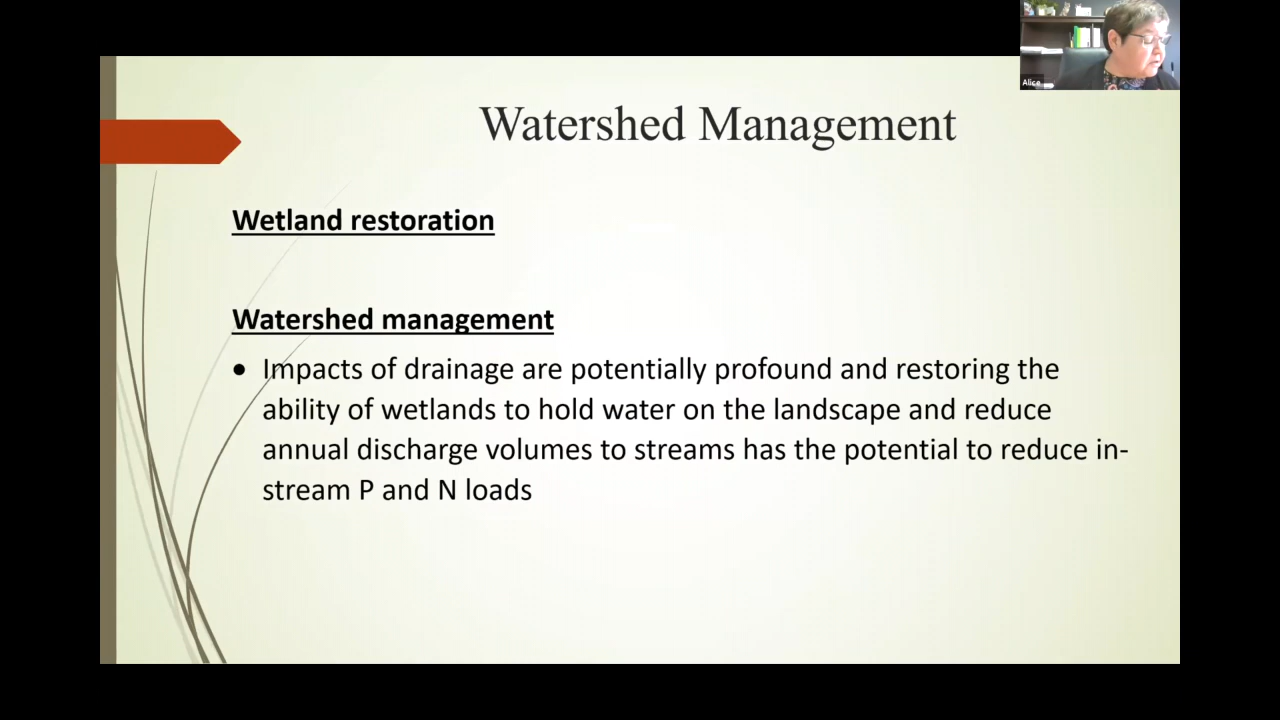 Alice
Watershed Management
Wetland restoration
Watershed management
• Impacts of drainage are potentially profound and restoring the
ability of wetlands to hold water on the landscape and reduce
annual discharge volumes to streams has the potential to reduce in-
stream P and N loads